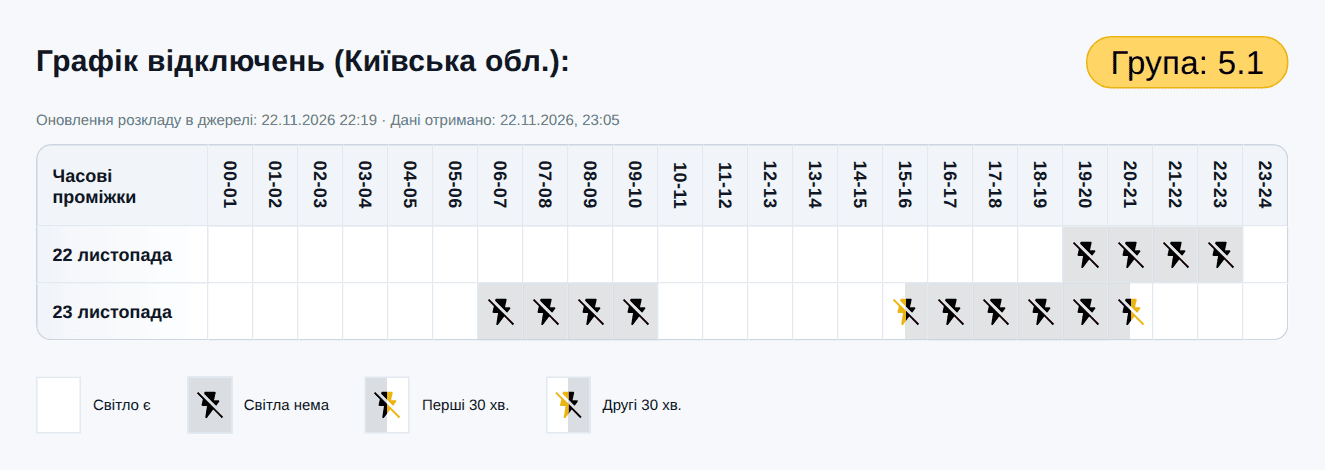 Графік відключень (Київська обл.):
Група: 5.1
Оновлення розкладу в джерелі: 22.11.2026 22:19 · Дані отримано: 22.11.2026, 23:05
Часові
проміжки
00-01
01-02
02-03
03-04
04-05
05-06
06-07
07-08
08-09
09-10
10-11
11-12
12-13
13-14
14-15
15-16
16-17
17-18
18-19
19-20
20-21
21-22
22-23
23-24
22 листопада
23 листопада
Світло є
Світла нема
Перші 30 хв.
Другі 30 хв.